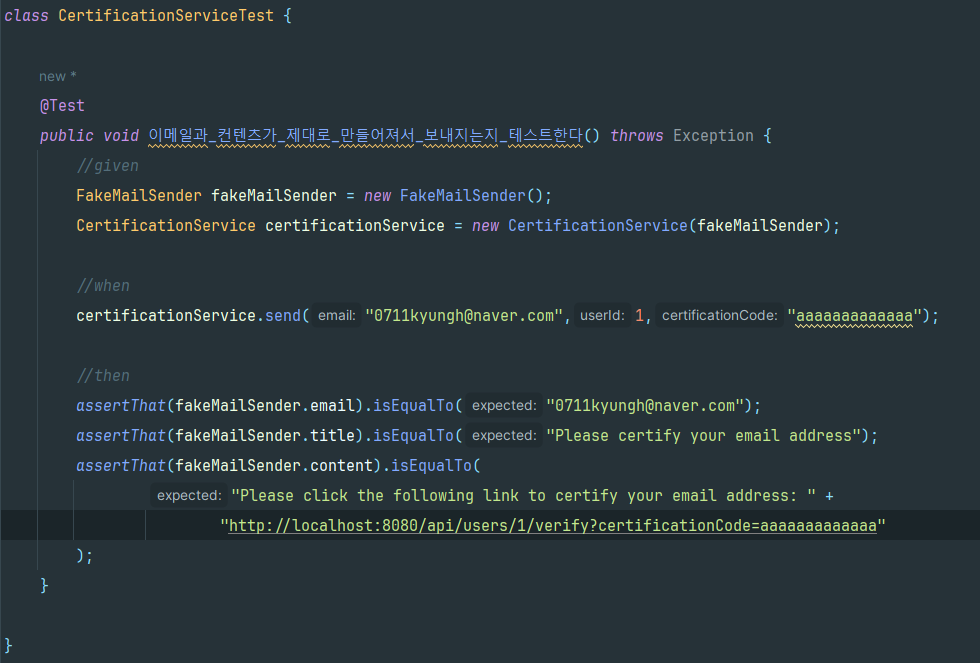 class CertificationServiceTest {
new *
@Test
public void 이메일과_컨텐츠가_제대로_만들어져서_보내지는지_테스트한다() throws Exception {
//given
FakeMailSender fakeMailSender = new FakeMailSender();
CertificationService certificationService = new CertificationService(fakeMailSender);
//when
certificationService.send( email: "0711kyungh@naver.com", userId: 1, certificationCode: "aaaaaaaaaaaaa");
//then
assertThat(fakeMailSender.email).isEqualTo( expected: "0711kyungh@naver.com");
assertThat(fakeMailSender.title).isEqualTo( expected: "Please certify your email address");
assertThat(fakeMailSender.content).isEqualTo(
expected: "Please click the following link to certify your email address: " +
"http://localhost:8080/api/users/1/verify?certificationCode=aaaaaaaaaaaaa"
);
}
}